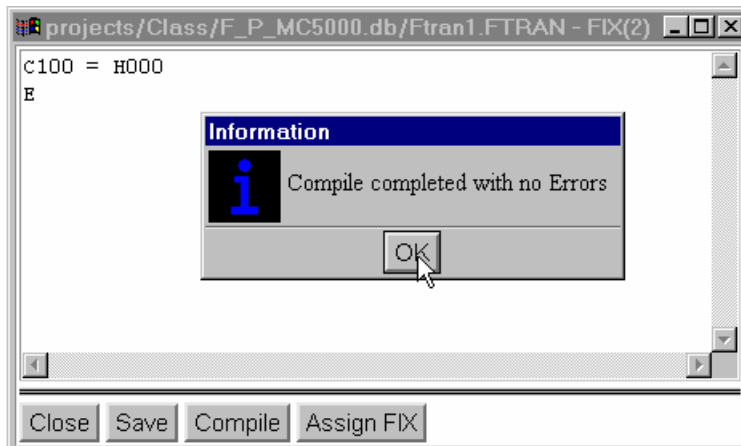 projects/Class/F_P_MC5000.db/Ftran1.FTRAN - FIX(2)
C100 = H000
E
Information
Compile completed with no Errors
OK
Close Save Compile Assign FIX